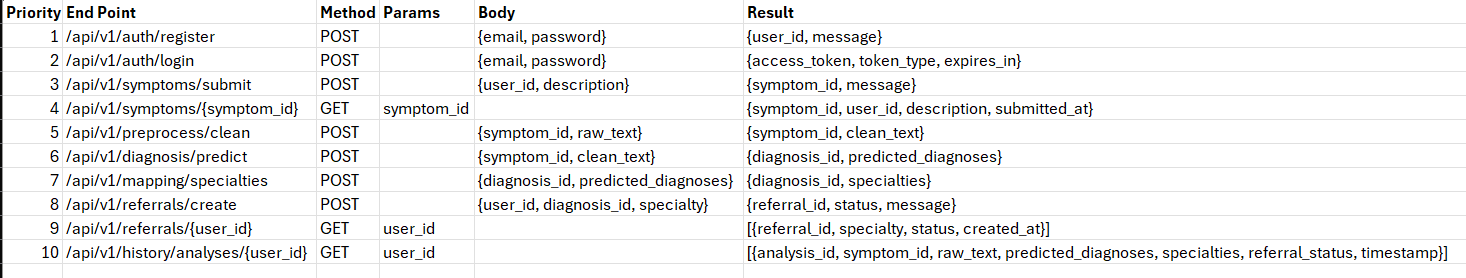 Priority End Point Method Params Body Result
1 /api/v1/auth/register POST {email, password} {user_id, message}
2 /api/v1/auth/login POST {email, password} {access_token, token_type, expires_in}
3 /api/v1/symptoms/submit POST {user_id, description} {symptom_id, message}
4 /api/v1/symptoms/{symptom_id} GET symptom_id {symptom_id, user_id, description, submitted_at}
5 /api/v1/preprocess/clean POST {symptom_id, raw_text} {symptom_id, clean_text}
6 /api/v1/diagnosis/predict POST {symptom_id, clean_text} {diagnosis_id, predicted_diagnoses}
7 /api/v1/mapping/specialties POST {diagnosis_id, predicted_diagnoses} {diagnosis_id, specialties}
8 /api/v1/referrals/create POST {user_id, diagnosis_id, specialty} {referral_id, status, message}
9 /api/v1/referrals/{user_id} GET user_id [{referral_id, specialty, status, created_at}]
10 /api/v1/history/analyses/{user_id} GET user_id [{analysis_id, symptom_id, raw_text, predicted_diagnoses, specialties, referral_status, timestamp}]